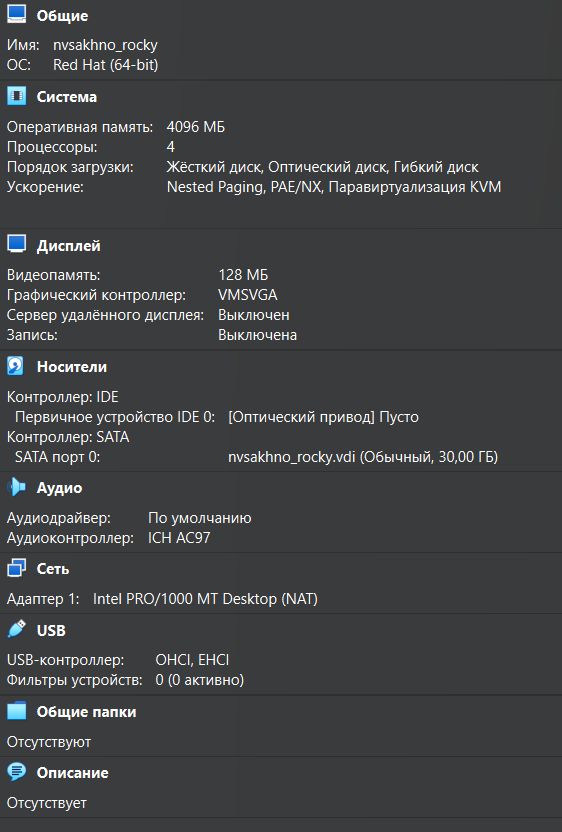 Общие
Имя: nvsakhno_rocky
ОС: Red Hat (64-bit)
Система
Оперативная память: 4096 МБ
Процессоры: 4
Порядок загрузки: Жёсткий диск, Оптический диск, Гибкий диск
Ускорение: Nested Paging, PAE/NX, Паравиртуализация KVM
Дисплей
Видеопамять: 128 МБ
Графический контроллер: VMSVGA
Сервер удалённого дисплея: Выключен
Запись: Выключена
Носители
Контроллер: IDE
Первичное устройство IDE 0: [Оптический привод] Пусто
Контроллер: SATA
SATA порт 0: nvsakhno_rocky.vdi (Обычный, 30,00 ГБ)
Аудио
Аудиодрайвер: По умолчанию
Аудиоконтроллер: ICH AC97
Сеть
Адаптер 1: Intel PRO/1000 MT Desktop (NAT)
USB
USB-контроллер: OHCI, EHCI
Фильтры устройств: 0 (0 активно)
Общие папки
Отсутствуют
Описание
Отсутствует